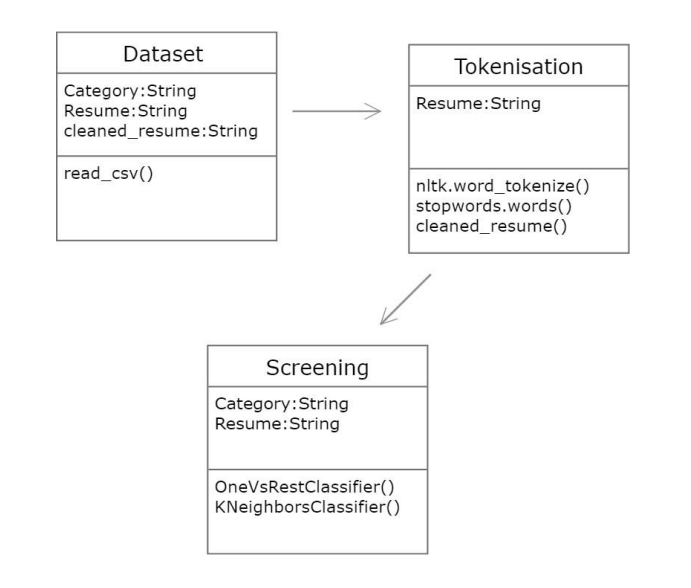 Dataset
Category:String
Resume:String
cleaned_resume:String
read_csv()
Tokenisation
Resume:String
nltk.word_tokenize()
stopwords.words()
cleaned_resume()
Screening
Category:String
Resume:String
OneVsRestClassifier()
KNeighborsClassifier()